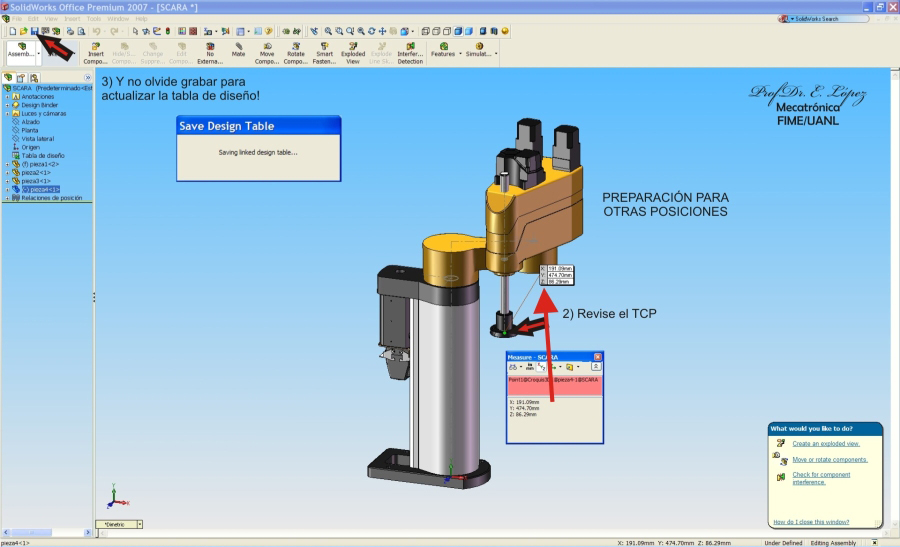 SolidWorks Office Premium 2007 - [SCARA *]
File Edit View Insert Tools Window Help
SolidWorks Search
Assemb...
Insert Compo...
Hide/S... Compo...
Change Suppre...
Edit Compo...
No Externa...
Mate
Move Compo...
Rotate Compo...
Smart Fasten...
Exploded View
Explode Line Sk...
Interfer... Detection
Features
Simulat...
SCARA (Predeterminado<Est
Anotaciones
Design Binder
Luces y cámaras
Alzado
Planta
Vista lateral
Origen
Tabla de diseño
(f) pieza1<2>
pieza2<1>
pieza3<1>
(-) pieza4<1>
Relaciones de posición
3) Y no olvide grabar para
actualizar la tabla de diseño!
Save Design Table
Saving linked design table...
Prof. Dr. E. López
Mecatrónica
FIME/UANL
PREPARACIÓN PARA
OTRAS POSICIONES
X: 191.09mm
Y: 474.70mm
Z: 86.29mm
2) Revise el TCP
Measure - SCARA
X: 191.09mm
Y: 474.70mm
Z: 86.29mm
What would you like to do?
Create an exploded view.
Move or rotate components.
Check for component
interference.
How do I close this window?
Y
X
*Dimetric
pieza4<1>
X: 191.09mm Y: 474.70mm Z: 86.29mm Under Defined Editing Assembly